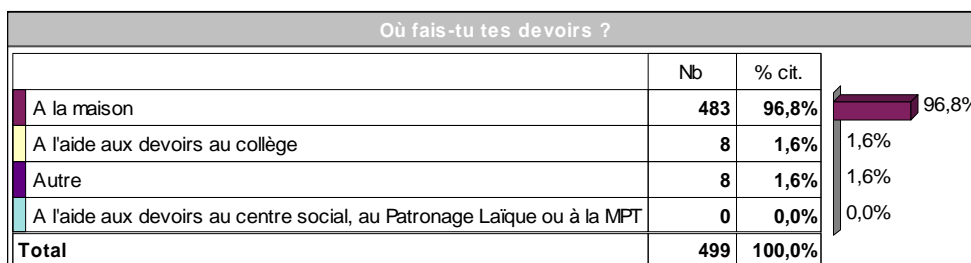 Où fais-tu tes devoirs ?
Nb % cit.
A la maison 483 96,8% 96,8%
A l'aide aux devoirs au collège 8 1,6% 1,6%
Autre 8 1,6% 1,6%
A l'aide aux devoirs au centre social, au Patronage Laïque ou à la MPT 0 0,0% 0,0%
Total 499 100,0%